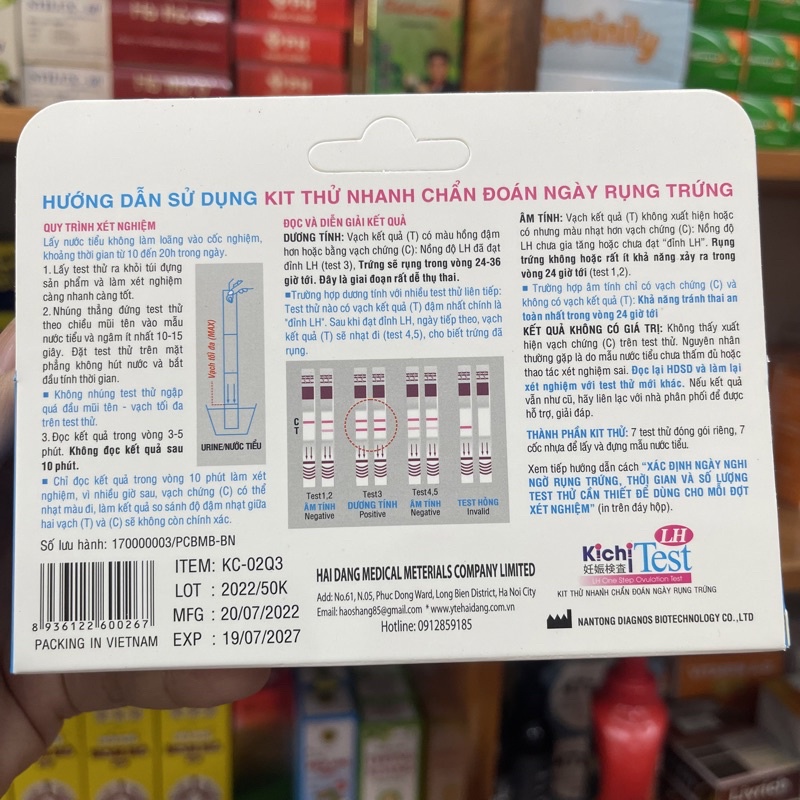 HƯỚNG DẪN SỬ DỤNG KIT THỬ NHANH CHẨN ĐOÁN NGÀY RỤNG TRỨNG
QUY TRÌNH XÉT NGHIỆM
Lấy nước tiểu không làm loãng vào cốc nghiệm,
khoảng thời gian từ 10 đến 20h trong ngày.
1. Lấy test thử ra khỏi túi đựng
sản phẩm và làm xét nghiệm
càng nhanh càng tốt.
2. Nhúng thẳng đứng test thử
theo chiều mũi tên vào mẫu
nước tiểu và ngâm ít nhất 10-15
giây. Đặt test thử trên mặt
phẳng không hút nước và bắt
đầu tính thời gian.
▪ Không nhúng test thử ngập
quá đầu mũi tên - vạch tối đa
trên test thử.
3. Đọc kết quả trong vòng 3-5
phút. Không đọc kết quả sau
10 phút.
Vạch tối đa (MAX)
URINE/NƯỚC TIỂU
▪ Chỉ đọc kết quả trong vòng 10 phút làm xét
nghiệm, vì nhiều giờ sau, vạch chứng (C) có thể
nhạt màu đi, làm kết quả so sánh độ đậm nhạt giữa
hai vạch (T) và (C) sẽ không còn chính xác.
Số lưu hành: 170000003/PCBMB-BN
ĐỌC VÀ DIỄN GIẢI KẾT QUẢ
DƯƠNG TÍNH: Vạch kết quả (T) có màu hồng đậm
hơn hoặc bằng vạch chứng (C): Nồng độ LH đã đạt
đỉnh LH (test 3), Trứng sẽ rụng trong vòng 24-36
giờ tới. Đây là giai đoạn rất dễ thụ thai.
▪Trường hợp dương tính với nhiều test thử liên tiếp:
Test thử nào có vạch kết quả (T) đậm nhất chính là
"đỉnh LH". Sau khi đạt đỉnh LH, ngày tiếp theo, vạch
kết quả (T) sẽ nhạt đi (test 4,5), cho biết trứng đã
rụng.
C
T
Test1,2
ÂM TÍNH
Negative
Test3
DƯƠNG TÍNH
Positive
Test4,5
ÂM TÍNH
Negative
TEST HỎNG
Invalid
ÂM TÍNH: Vạch kết quả (T) không xuất hiện hoặc
có nhưng màu nhạt hơn vạch chứng (C): Nồng độ
LH chưa gia tăng hoặc chưa đạt "đỉnh LH". Rụng
trứng không hoặc rất ít khả năng xảy ra trong
vòng 24 giờ tới (test 1,2).
▪ Trường hợp âm tính chỉ có vạch chứng (C) và
không có vạch kết (T): Khả năng tránh thai an
toàn nhất trong vòng 24 giờ tới
KẾT QUẢ KHÔNG CÓ GIÁ TRỊ: Không thấy xuất
hiện vạch chứng (C) trên test thử. Nguyên nhân
thường gặp là do mẫu nước tiểu chưa thấm đủ hoặc
thao tác xét nghiệm sai. Đọc lại HDSD và làm lại
xét nghiệm với test thử mới khác. Nếu kết quả
vẫn như cũ, hãy liên lạc với nhà phân phối để được
hỗ trợ, giải đáp.
THÀNH PHẦN KIT THỬ: 7 test thử đóng gói riêng, 7
cốc nhựa để lấy và đựng mẫu nước tiểu.
Xem tiếp hướng dẫn cách "XÁC ĐỊNH NGÀY NGHI
NGỜ RỤNG TRỨNG, THỜI GIAN VÀ SỐ LƯỢNG
TEST THỬ CẦN THIẾT ĐỂ DÙNG CHO MỖI ĐỢT
XÉT NGHIỆM" (in trên đáy hộp).
8 936122 600267
PACKING IN VIETNAM
ITEM: KC-02Q3
LOT : 2022/50K
MFG : 20/07/2022
EXP : 19/07/2027
HAI DANG MEDICAL METERIALS COMPANY LIMITED
Add: No.61, N.05, Phuc Dong Ward, Long Bien District, Ha Noi City
Email: haoshang85@gmail.com * www.ytehaidang.com.vn
Hotline: 0912859185
Kichi Test LH
妊娠検査
LH One Step Ovulation Test
KIT THỬ NHANH CHẨN ĐOÁN NGÀY RỤNG TRỨNG
NANTONG DIAGNOS BIOTECHNOLOGY CO.,LTD